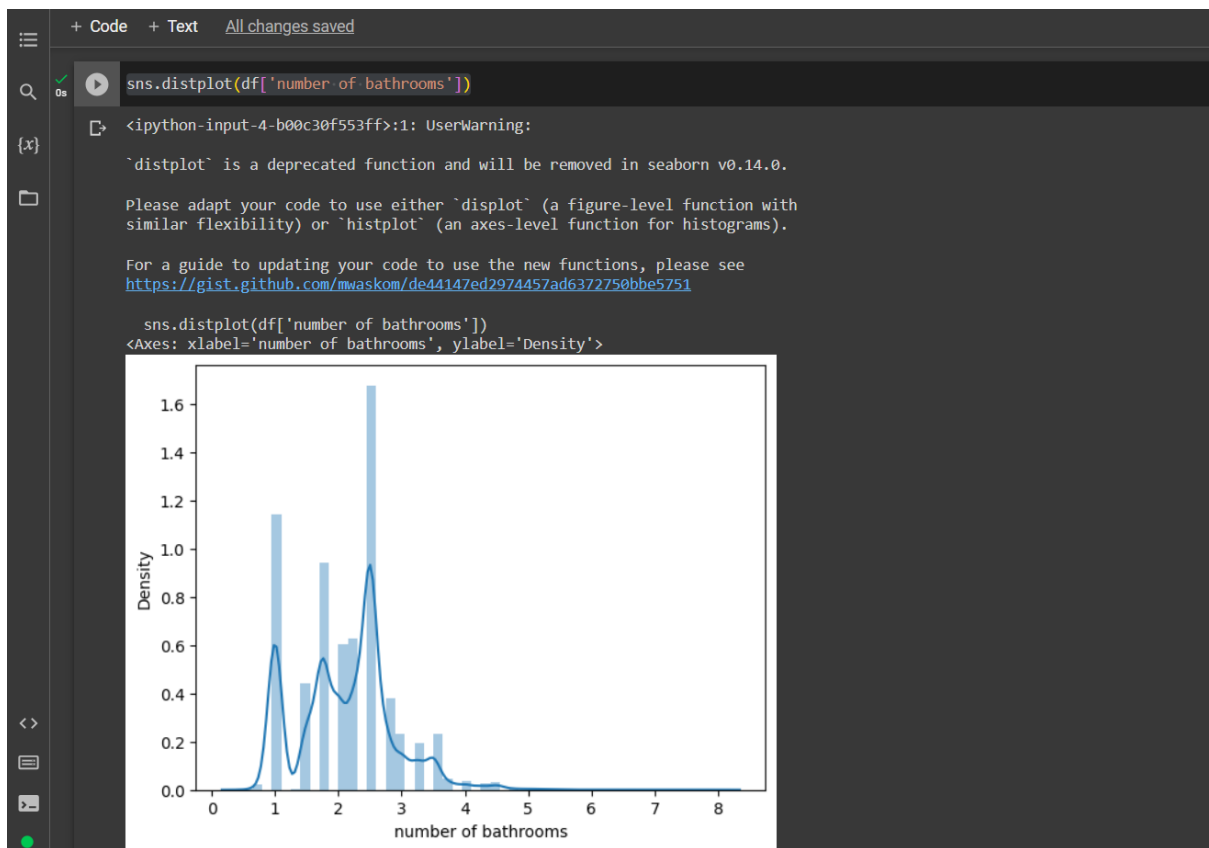 + Code + Text All changes saved
0s
sns.distplot(df['number of bathrooms'])
{x}
<ipython-input-4-b00c30f553ff>:1: UserWarning:
`distplot` is a deprecated function and will be removed in seaborn v0.14.0.
Please adapt your code to use either `displot` (a figure-level function with
similar flexibility) or `histplot` (an axes-level function for histograms).
For a guide to updating your code to use the new functions, please see
https://gist.github.com/mwaskom/de44147ed2974457ad6372750bbe5751
sns.distplot(df['number of bathrooms'])
<Axes: xlabel='number of bathrooms', ylabel='Density'>
1.6
1.4
1.2
1.0
0.8
0.6
0.4
0.2
0.0
Density
0 1 2 3 4 5 6 7 8
number of bathrooms